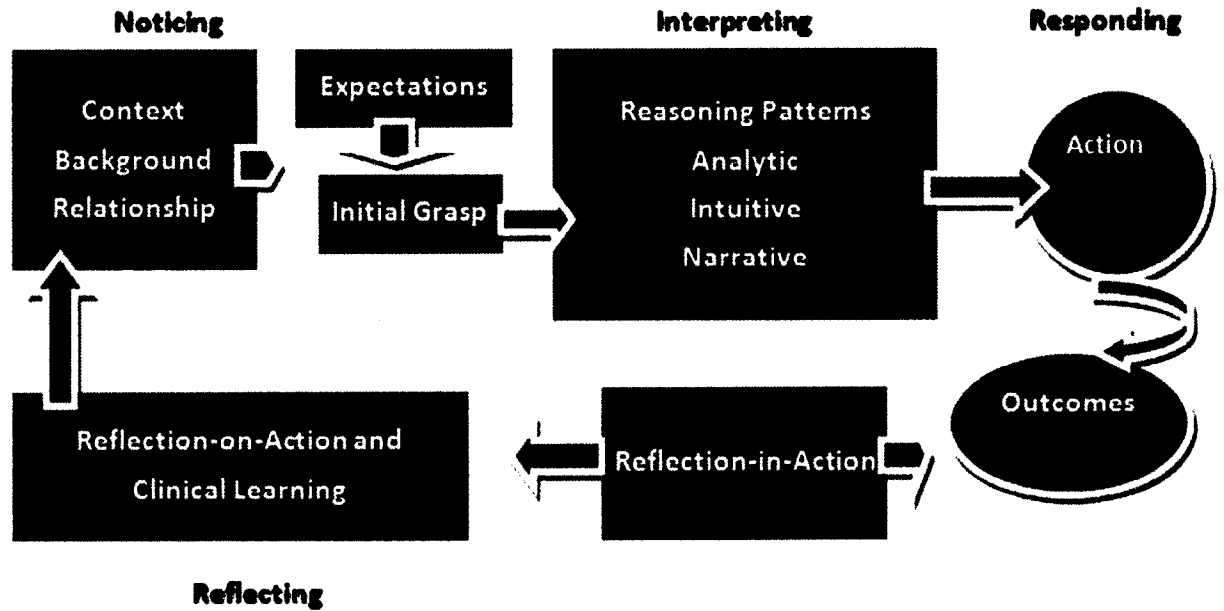 Noticing
Interpreting
Responding
Context
Background
Relationship
Expectations
Initial Grasp
Reasoning Patterns
Analytic
Intuitive
Narrative
Action
Outcomes
Reflection-in-Action
Reflection-on-Action and
Clinical Learning
Reflecting